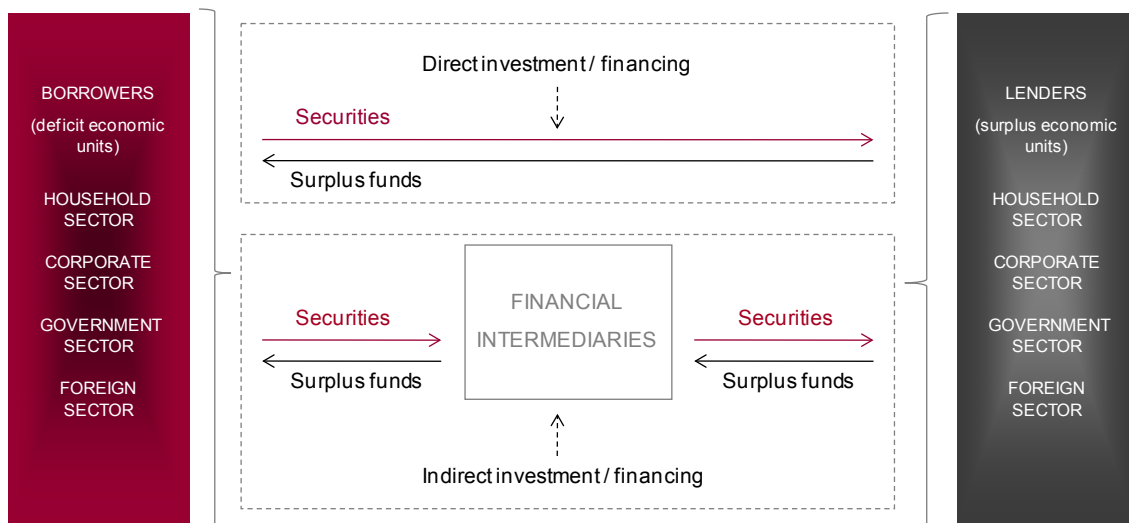 BORROWERS
(deficit economic
units)
HOUSEHOLD
SECTOR
CORPORATE
SECTOR
GOVERNMENT
SECTOR
FOREIGN
SECTOR
Direct investment / financing
Securities
Surplus funds
Securities
Surplus funds
FINANCIAL
INTERMEDIARIES
Securities
Surplus funds
Indirect investment / financing
LENDERS
(surplus economic
units)
HOUSEHOLD
SECTOR
CORPORATE
SECTOR
GOVERNMENT
SECTOR
FOREIGN
SECTOR